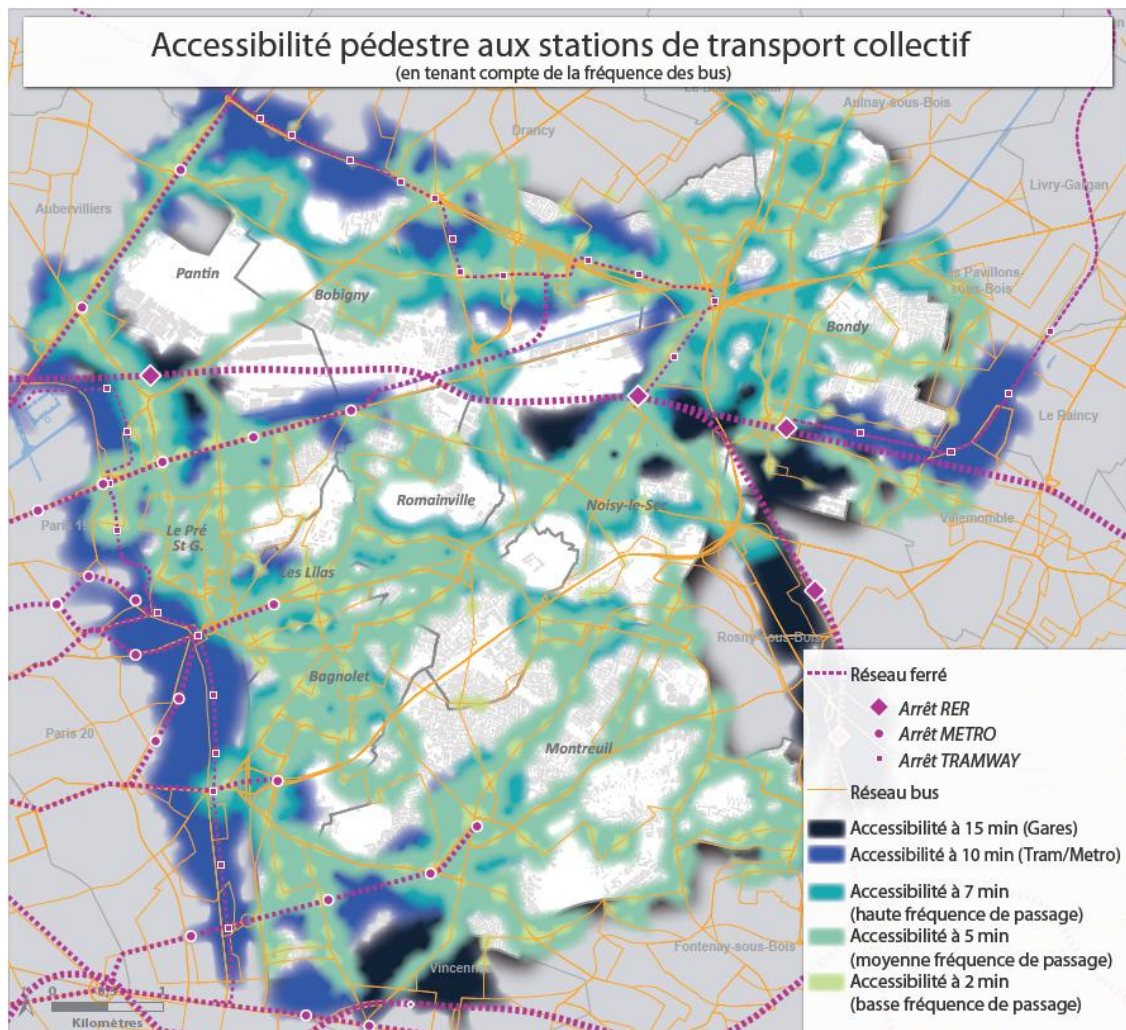 Accessibilité pédestre aux stations de transport collectif
(en tenant compte de la fréquence des bus)
Aulnay-sous-Bois
Drancy
Livry-Gargan
Aubervilliers
Pantin
Bobigny
Les Pavillons-
sous-Bois
Bondy
Le Raincy
Romainville
Noisy-le-Sec
Villemomble
Paris 19
Le Pré
St G.
Les Lilas
Rosny-sous-Bois
Bagnolet
Paris 20
Montreuil
Fontenay-sous-Bois
Vincennes
Réseau ferré
Arrêt RER
Arrêt METRO
Arrêt TRAMWAY
Réseau bus
Accessibilité à 15 min (Gares)
Accessibilité à 10 min (Tram/Metro)
Accessibilité à 7 min
(haute fréquence de passage)
Accessibilité à 5 min
(moyenne fréquence de passage)
Accessibilité à 2 min
(basse fréquence de passage)
0 0,5 1
Kilomètres